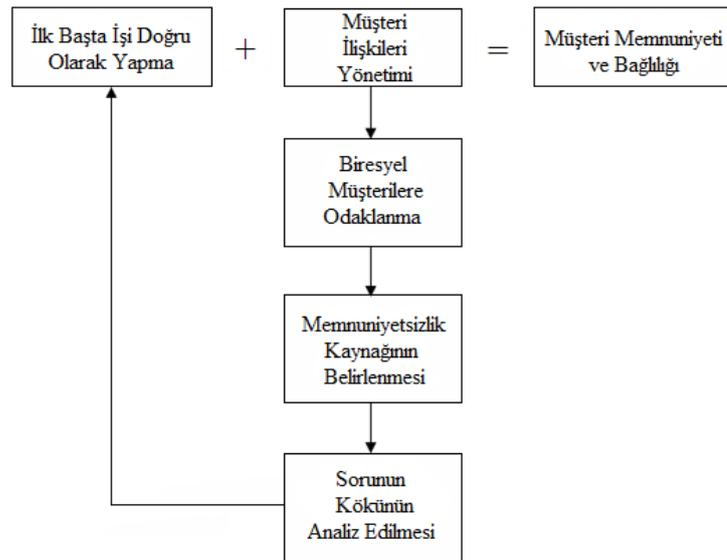 İlk Başta İşi Doğru
Olarak Yapma
+
Müşteri
İlişkileri
Yönetimi
=
Müşteri Memnuniyeti
ve Bağlılığı
Biresyel
Müşterilere
Odaklanma
Memnuniyetsizlik
Kaynağının
Belirlenmesi
Sorunun
Kökünün
Analiz Edilmesi